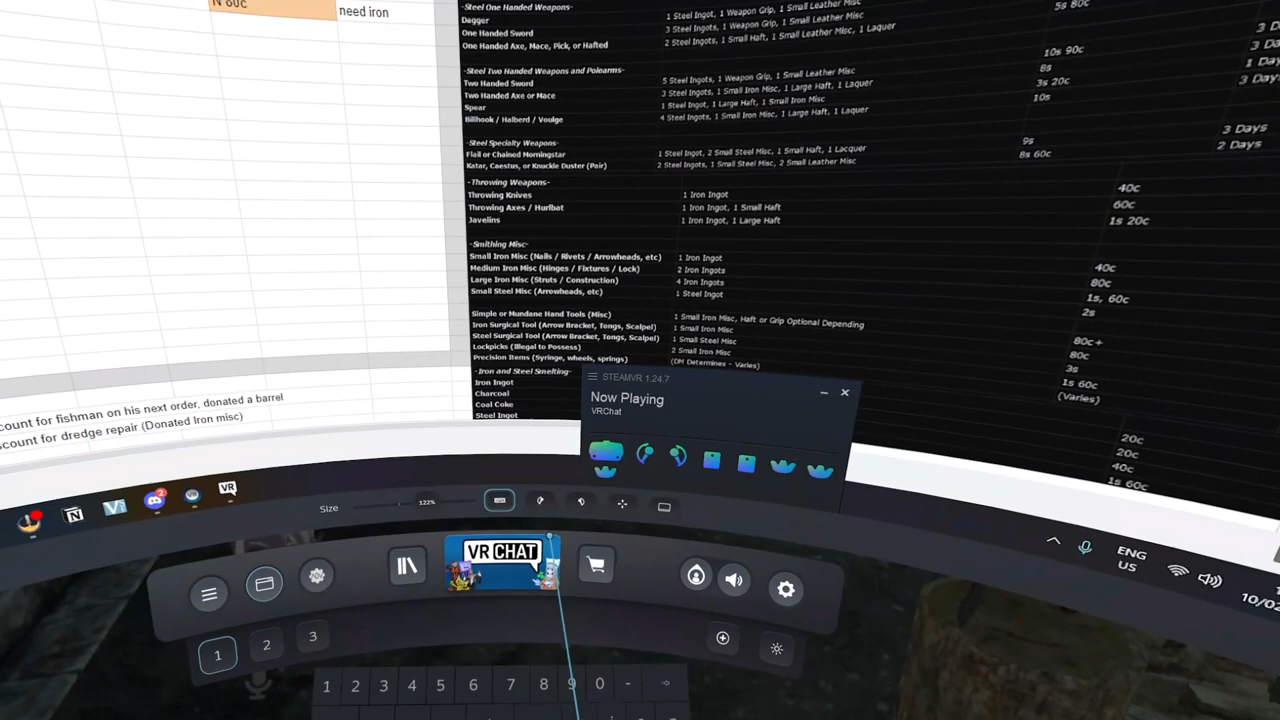 N 80c
need iron
-Steel One Handed Weapons-
Dagger 1 Steel Ingot, 1 Weapon Grip, 1 Small Leather Misc 5s 80c
One Handed Sword 3 Steel Ingots, 1 Weapon Grip, 1 Small Leather Misc
One Handed Axe, Mace, Pick, or Hafted 2 Steel Ingots, 1 Small Haft, 1 Small Leather Misc, 1 Laquer
3 D
3 Da
1 Da
3 Day
-Steel Two Handed Weapons and Polearms-
Two Handed Sword 5 Steel Ingots, 1 Weapon Grip, 1 Small Leather Misc 10s 90c
Two Handed Axe or Mace 3 Steel Ingots, 1 Small Iron Misc, 1 Large Haft, 1 Laquer 8s
Spear 1 Steel Ingot, 1 Large Haft, 1 Small Iron Misc 3s 20c
Billhook / Halberd / Voulge 4 Steel Ingots, 1 Small Iron Misc, 1 Large Haft, 1 Laquer 10s
-Steel Specialty Weapons-
Flail or Chained Morningstar 1 Steel Ingot, 2 Small Steel Misc, 1 Small Haft, 1 Lacquer 9s 3 Days
Katar, Caestus, or Knuckle Duster (Pair) 2 Steel Ingots, 1 Small Steel Misc, 2 Small Leather Misc 8s 60c 2 Days
-Throwing Weapons-
Throwing Knives 1 Iron Ingot 40c
Throwing Axes / Hurlbat 1 Iron Ingot, 1 Small Haft 60c
Javelins 1 Iron Ingot, 1 Large Haft 1s 20c
-Smithing Misc-
Small Iron Misc (Nails / Rivets / Arrowheads, etc) 1 Iron Ingot 40c
Medium Iron Misc (Hinges / Fixtures / Lock) 2 Iron Ingots 80c
Large Iron Misc (Struts / Construction) 4 Iron Ingots 1s, 60c
Small Steel Misc (Arrowheads, etc) 1 Steel Ingot 2s
Simple or Mundane Hand Tools (Misc) 1 Small Iron Misc, Haft or Grip Optional Depending 80c+
Iron Surgical Tool (Arrow Bracket, Tongs, Scalpel) 1 Small Iron Misc 80c
Steel Surgical Tool (Arrow Bracket, Tongs, Scalpel) 1 Small Steel Misc 3s
Lockpicks (Illegal to Possess) 2 Small Iron Misc 1s 60c
Precision Items (Syringe, wheels, springs) (DM Determines - Varies) (Varies)
-Iron and Steel Smelting-
Iron Ingot 20c
Charcoal 20c
Coal Coke 40c
Steel Ingot 1s 60c
count for fishman on his next order, donated a barrel
scount for dredge repair (Donated Iron misc)
STEAMVR 1.24.7
Now Playing
VRChat
2
VR
Size 122%
ENG
US
10/02
VR CHAT
1 2 3
1 2 3 4 5 6 7 8 9 0 -